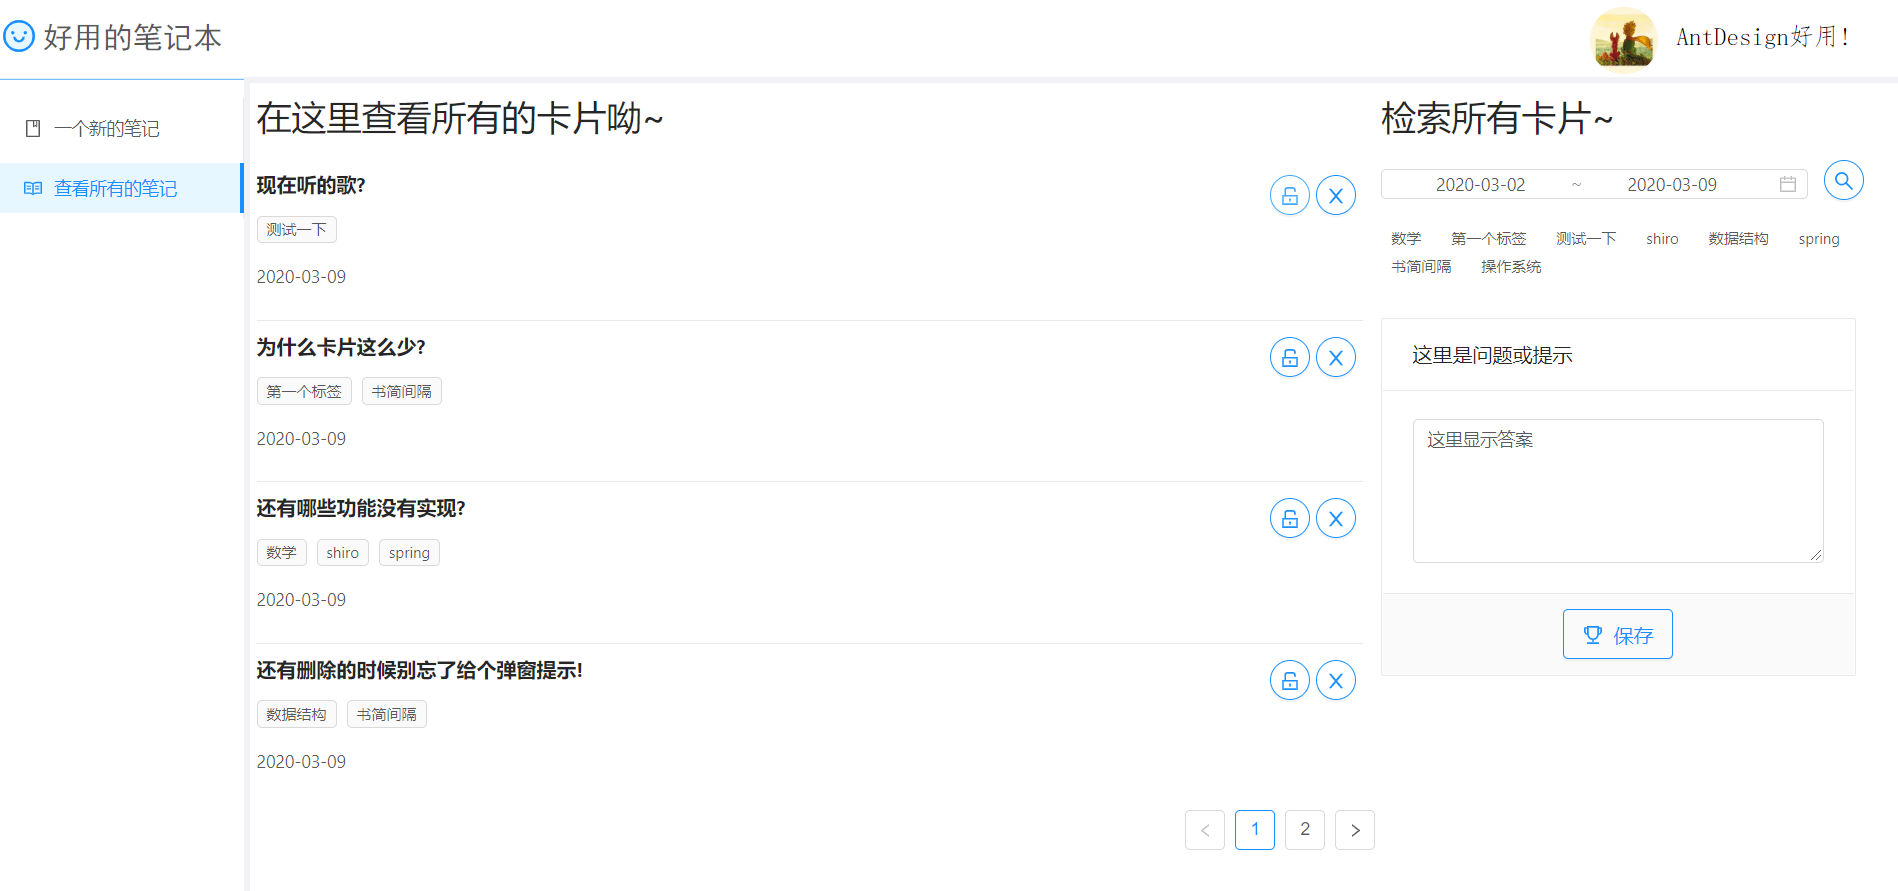 好用的笔记本
AntDesign好用!
一个新的笔记
查看所有的笔记
在这里查看所有的卡片呦~
现在听的歌?
测试一下
2020-03-09
为什么卡片这么少?
第一个标签 书简间隔
2020-03-09
还有哪些功能没有实现?
数学 shiro spring
2020-03-09
还有删除的时候别忘了给个弹窗提示!
数据结构 书简间隔
2020-03-09
< 1 2 >
检索所有卡片~
2020-03-02 ~ 2020-03-09
数学 第一个标签 测试一下 shiro 数据结构 spring
书简间隔 操作系统
这里是问题或提示
这里显示答案
保存